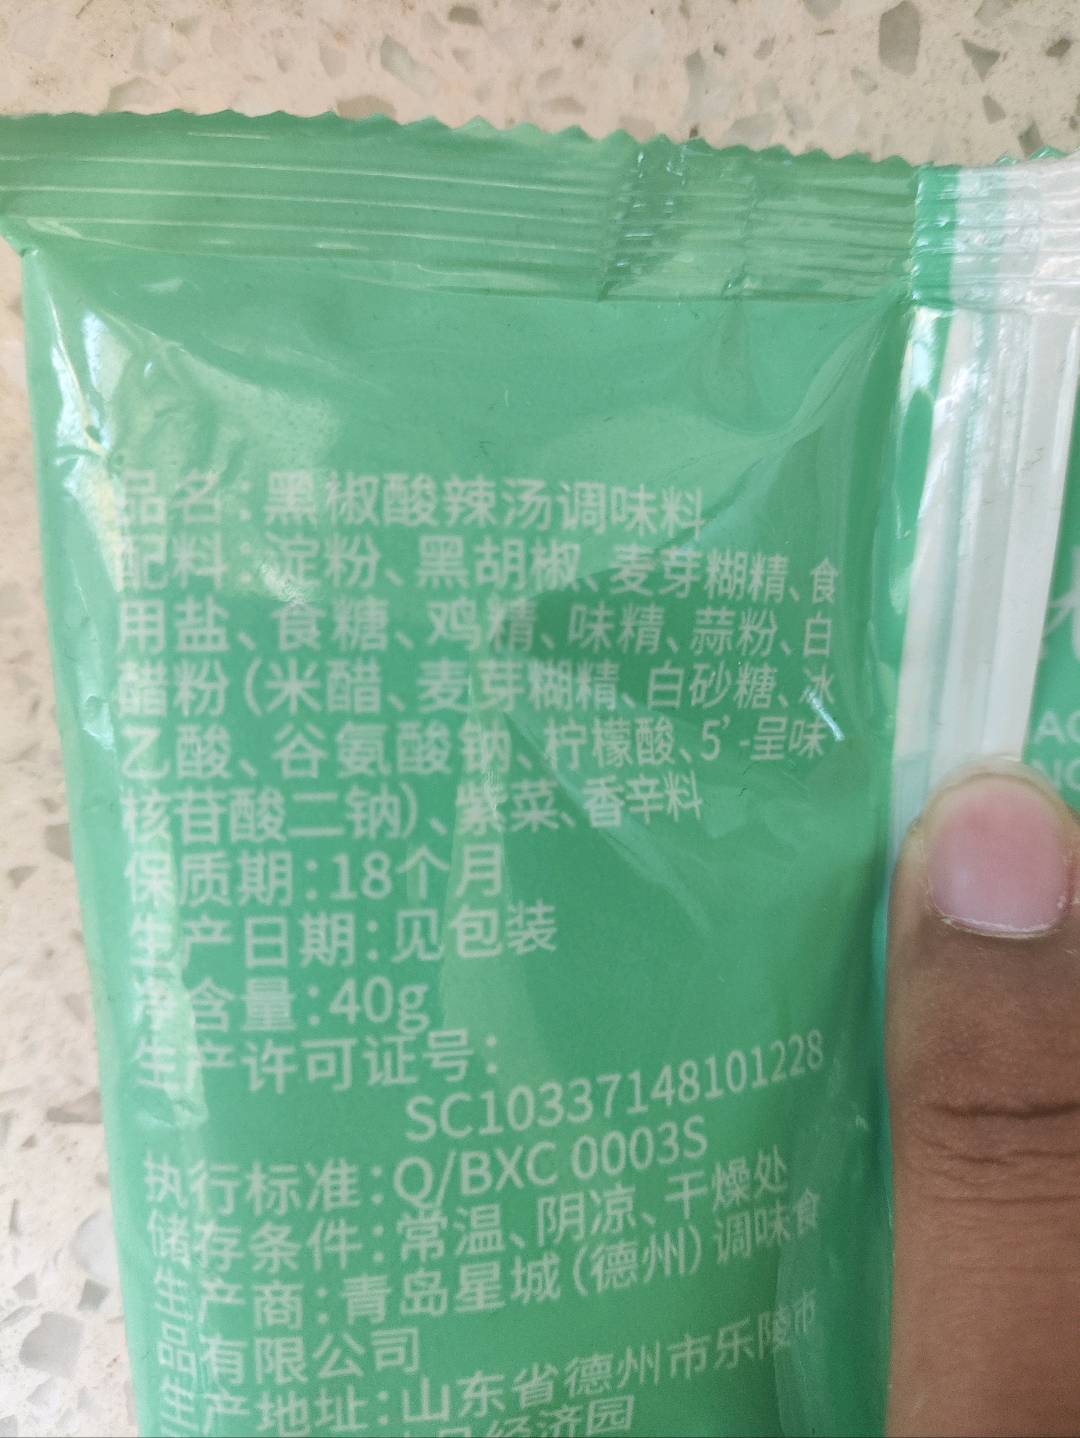 品名：黑椒酸辣汤调味料
配料：淀粉、黑胡椒、麦芽糊精、食
用盐、食糖、鸡精、味精、蒜粉、白
醋粉（米醋、麦芽糊精、白砂糖、冰
乙酸、谷氨酸钠、柠檬酸、5’-呈味
核苷酸二钠）、紫菜、香辛料
保质期：18个月
生产日期：见包装
净含量：40g
生产许可证号：
SC10337148101228
执行标准：Q/BXC 0003S
储存条件：常温、阴凉、干燥处
生产商：青岛星城（德州）调味食
品有限公司
生产地址：山东省德州市乐陵市
经济园